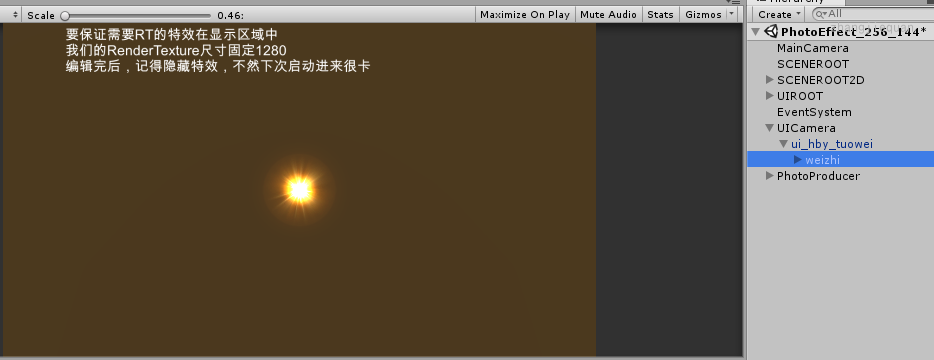 Hierarchy
Scale 0.46: Maximize On Play Mute Audio Stats Gizmos
Create All
要保证需要RT的特效在显示区域中
我们的RenderTexture尺寸固定1280
编辑完后，记得隐藏特效，不然下次启动进来很卡
PhotoEffect_256_144*
MainCamera
SCENEROOT
SCENEROOT2D
UIROOT
EventSystem
UICamera
ui_hby_tuowei
weizhi
PhotoProducer